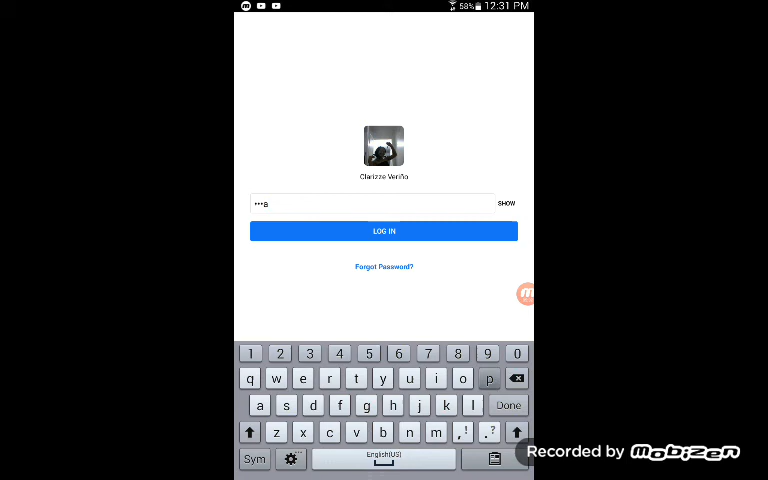 58% 12:31 PM
Clarizze Veriño
•••a SHOW
LOG IN
Forgot Password?
1 2 3 4 5 6 7 8 9 0
q w e r t y u i o p
a s d f g h j k l Done
z x c v b n m ,! .?
Sym English(US)
Recorded by mobizen